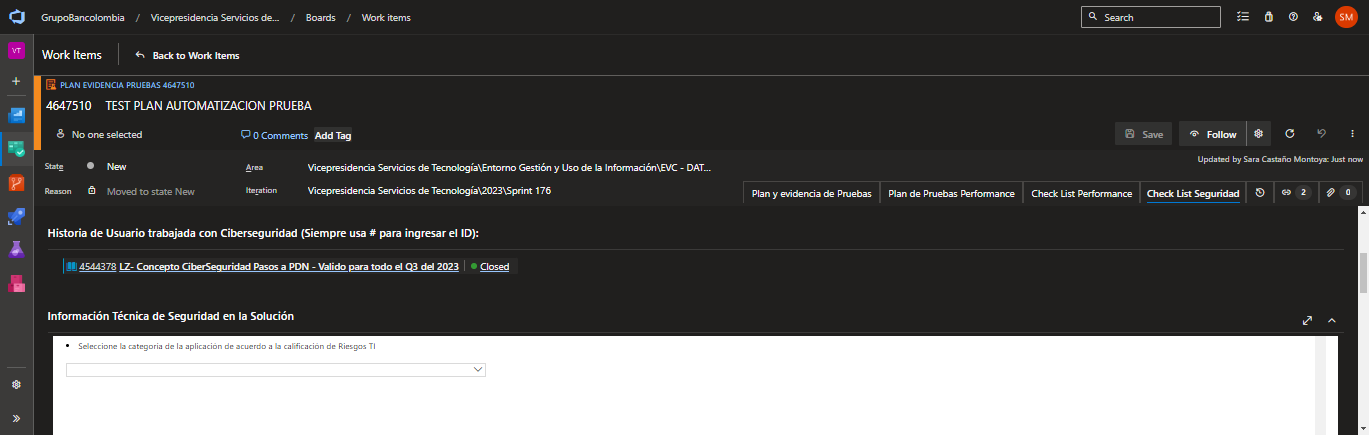 GrupoBancolombia / Vicepresidencia Servicios de... / Boards / Work items
Search
SM
VT
Work Items
Back to Work Items
PLAN EVIDENCIA PRUEBAS 4647510
4647510 TEST PLAN AUTOMATIZACION PRUEBA
No one selected
0 Comments
Add Tag
Save
Follow
Updated by Sara Castaño Montoya: Just now
State New
Area Vicepresidencia Servicios de Tecnología\Entorno Gestión y Uso de la Información\EVC - DAT...
Reason Moved to state New
Iteration Vicepresidencia Servicios de Tecnología\2023\Sprint 176
Plan y evidencia de Pruebas
Plan de Pruebas Performance
Check List Performance
Check List Seguridad
2
0
Historia de Usuario trabajada con Ciberseguridad (Siempre usa # para ingresar el ID):
4544378 LZ- Concepto CiberSeguridad Pasos a PDN - Valido para todo el Q3 del 2023 Closed
Información Técnica de Seguridad en la Solución
• Seleccione la categoria de la aplicación de acuerdo a la calificación de Riesgos TI